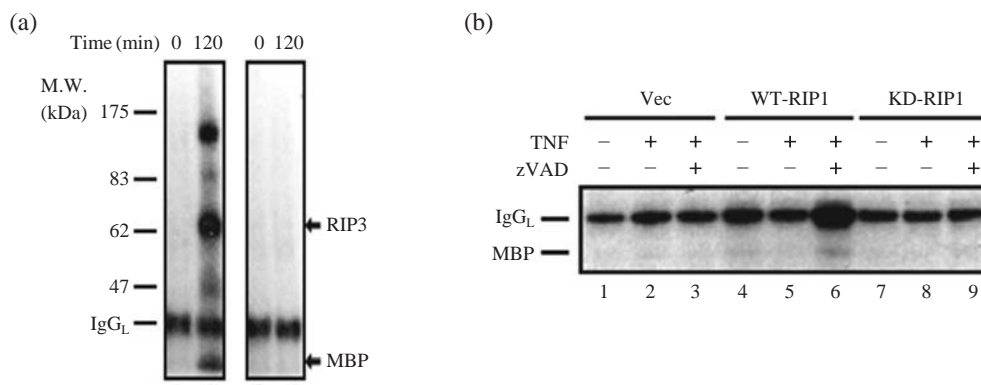 (a)
Time (min) 0 120 0 120
M.W.
(kDa)
175
83
62
47
IgGL
RIP3
MBP
(b)
Vec WT-RIP1 KD-RIP1
TNF – + + – + + – + +
zVAD – – + – – + – – +
IgGL
MBP
1 2 3 4 5 6 7 8 9